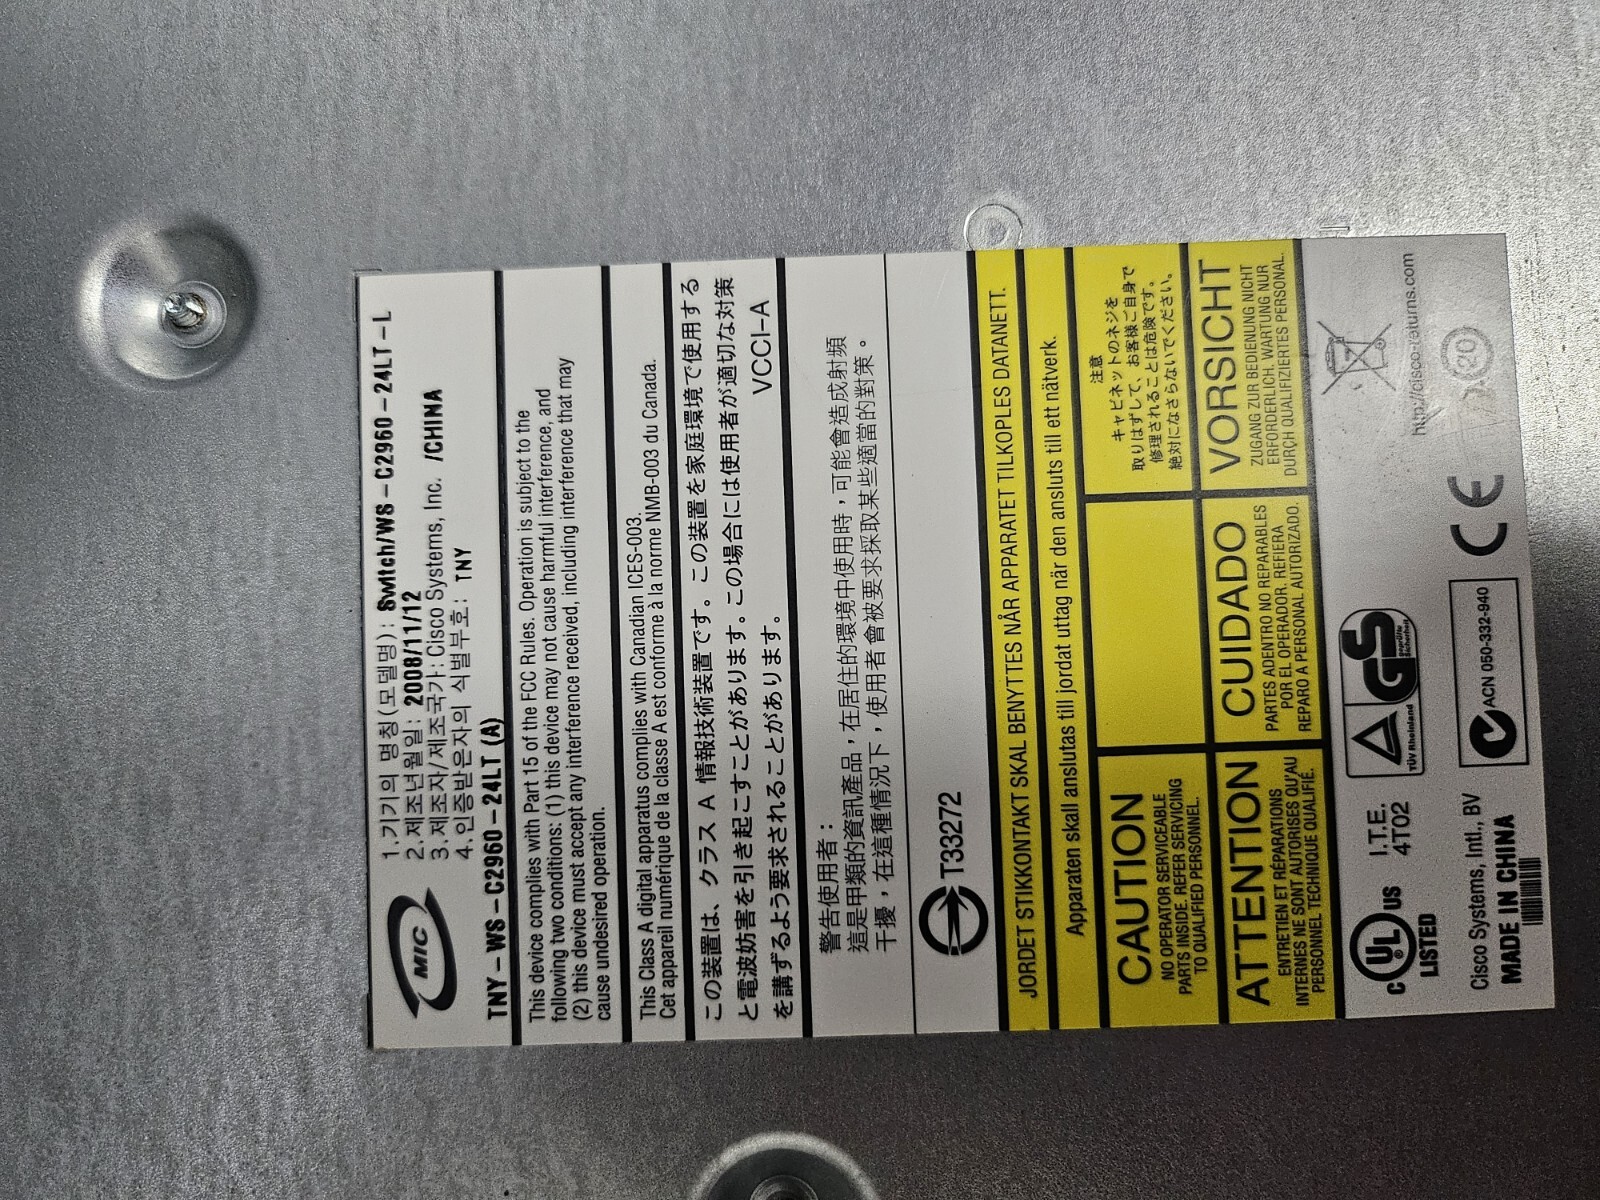 MIC
1.기기의 명칭(모델명): Switch/WS-C2960-24LT-L
2.제조년월일: 2008/11/12
3.제조자/제조국가: Cisco Systems, Inc. /CHINA
4.인증받은자의 식별부호: TNY
TNY-WS-C2960-24LT (A)
This device complies with Part 15 of the FCC Rules. Operation is subject to the
following two conditions: (1) this device may not cause harmful interference, and
(2) this device must accept any interference received, including interference that may
cause undesired operation.
This Class A digital apparatus complies with Canadian ICES-003.
Cet appareil numérique de la classe A est conforme à la norme NMB-003 du Canada.
この装置は、クラス A 情報技術装置です。この装置を家庭環境で使用する
と電波妨害を引き起こすことがあります。この場合には使用者が適切な対策
を講ずるよう要求されることがあります。
VCCI-A
警告使用者：
這是甲類的資訊產品，在居住的環境中使用時，可能會造成射頻
干擾，在這種情況下，使用者會被要求採取某些適當的對策。
T33272
JORDET STIKKONTAKT SKAL BENYTTES NÅR APPARATET TILKOPLES DATANETT.
Apparaten skall anslutas till jordat uttag när den ansluts till ett nätverk.
CAUTION
NO OPERATOR SERVICEABLE
PARTS INSIDE. REFER SERVICING
TO QUALIFIED PERSONNEL.
注意
キャビネットのネジを
取りはずして、お客様ご自身で
修理されることは危険です。
絶対になさらないでください。
ATTENTION
ENTRETIEN ET RÉPARATIONS
INTERNES NE SONT AUTORISÉS QU'AU
PERSONNEL TECHNIQUE QUALIFIÉ.
CUIDADO
PARTES ADENTRO NO REPARABLES
POR EL OPERADOR. REFIERA
REPARO A PERSONAL AUTORIZADO.
VORSICHT
ZUGANG ZUR BEDIENUNG NICHT
ERFORDERLICH. WARTUNG NUR
DURCH QUALIFIZIERTES PERSONAL.
c UL US
LISTED
I.T.E.
4T02
TÜV Rheinland
GS
geprüfte
Sicherheit
http://cisco-returns.com
Cisco Systems, Intl., BV
MADE IN CHINA
ACN 050-332-940
CE
30